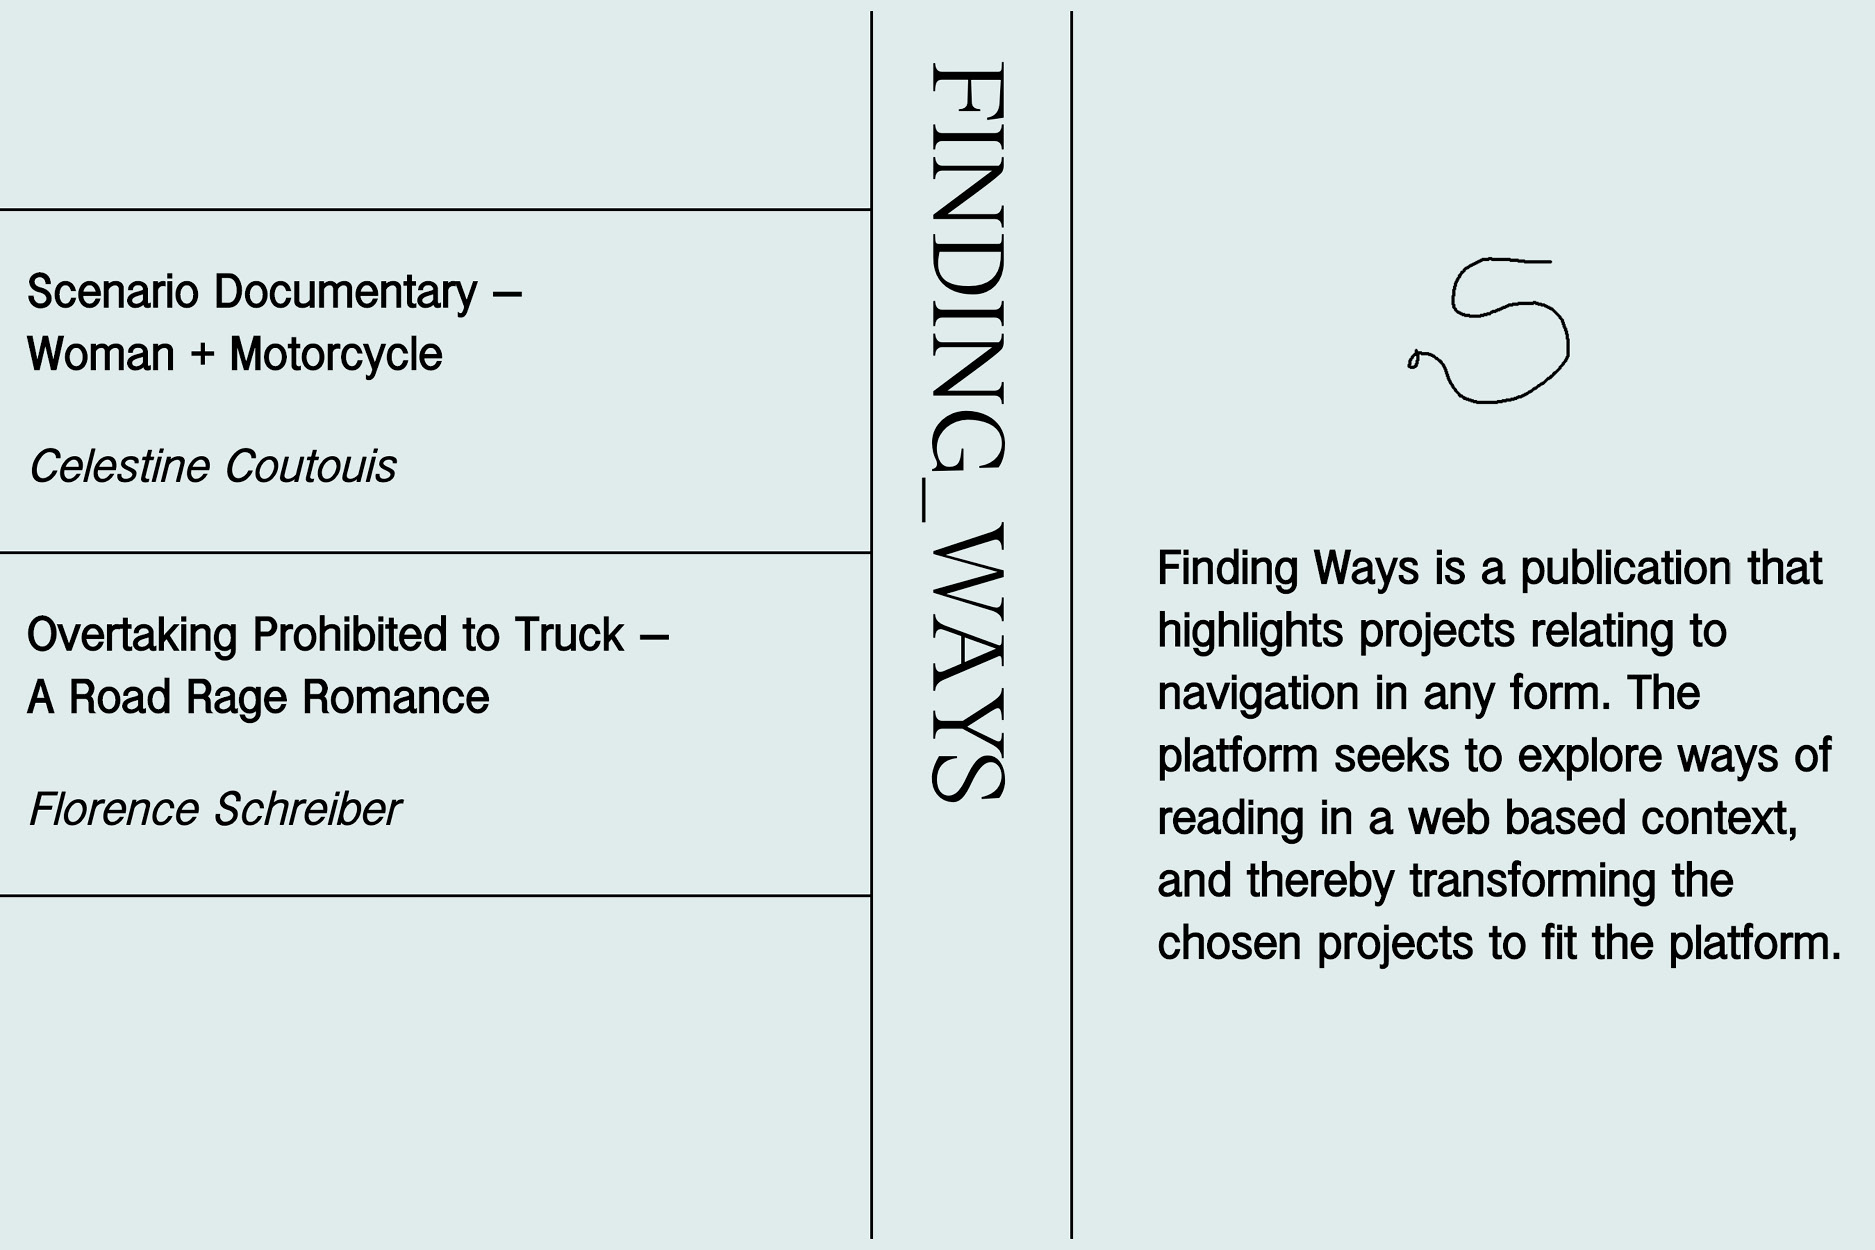 Scenario Documentary –
Woman + Motorcycle
Celestine Coutouis
Overtaking Prohibited to Truck –
A Road Rage Romance
Florence Schreiber
FINDING_WAYS
Finding Ways is a publication that
highlights projects relating to
navigation in any form. The
platform seeks to explore ways of
reading in a web based context,
and thereby transforming the
chosen projects to fit the platform.